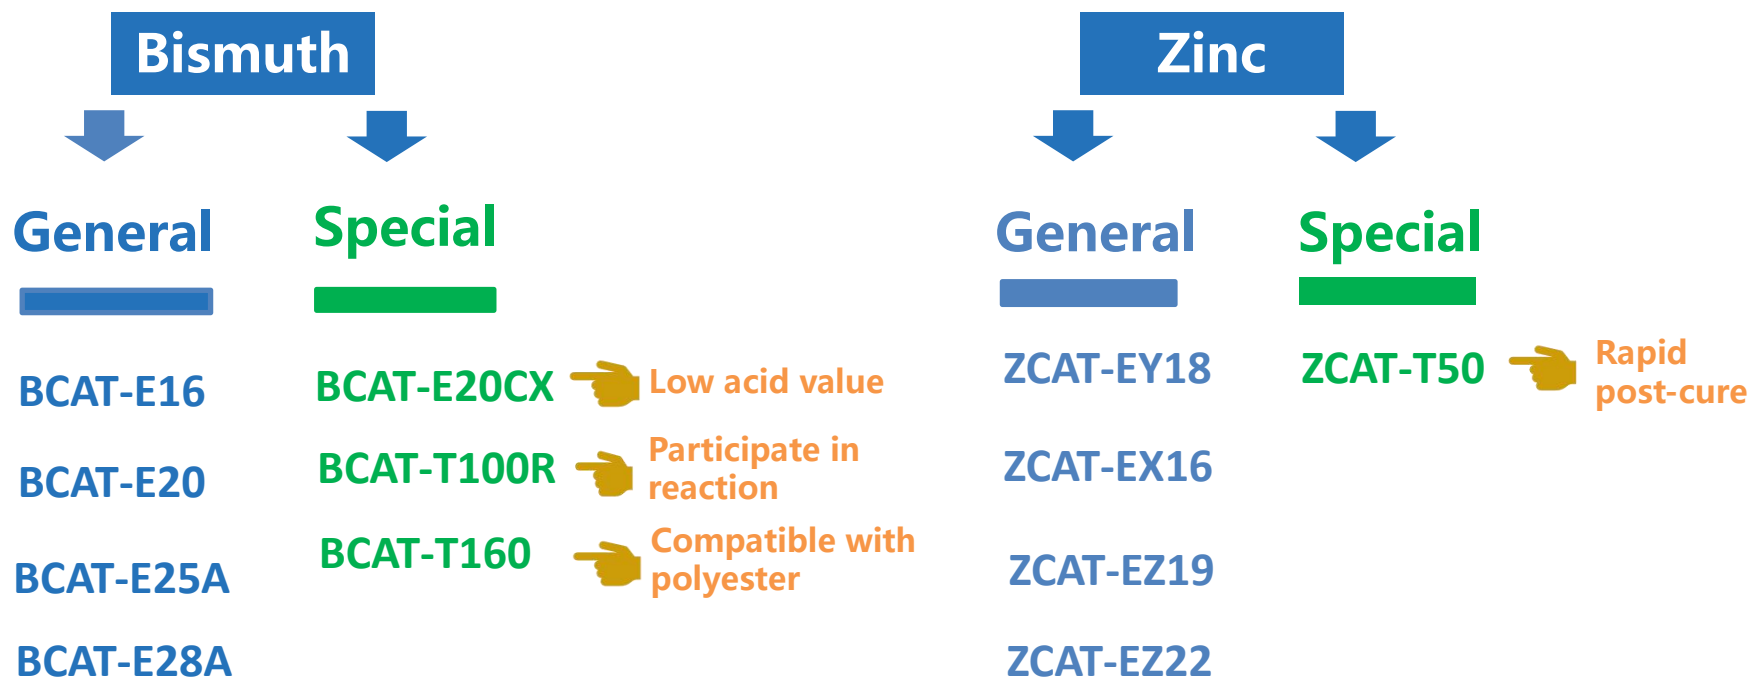 Bismuth
General
Special
BCAT-E16
BCAT-E20
BCAT-E25A
BCAT-E28A
BCAT-E20CX
Low acid value
BCAT-T100R
Participate in
reaction
BCAT-T160
Compatible with
polyester
Zinc
General
Special
ZCAT-EY18
ZCAT-EX16
ZCAT-EZ19
ZCAT-EZ22
ZCAT-T50
Rapid
post-cure